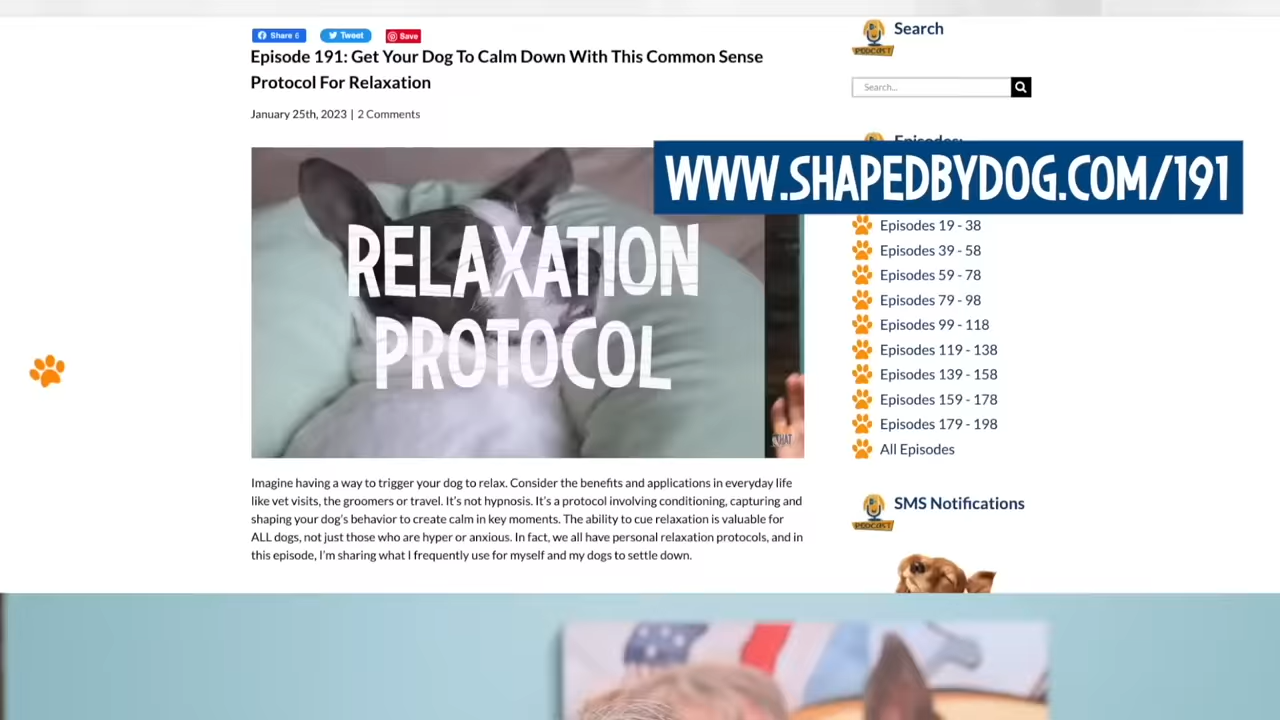 Share 6
Tweet
Save
Episode 191: Get Your Dog To Calm Down With This Common Sense
Protocol For Relaxation
January 25th, 2023 | 2 Comments
RELAXATION
PROTOCOL
Imagine having a way to trigger your dog to relax. Consider the benefits and applications in everyday life
like vet visits, the groomers or travel. It's not hypnosis. It's a protocol involving conditioning, capturing and
shaping your dog's behavior to create calm in key moments. The ability to cue relaxation is valuable for
ALL dogs, not just those who are hyper or anxious. In fact, we all have personal relaxation protocols, and in
this episode, I'm sharing what I frequently use for myself and my dogs to settle down.
PODCAST
Search
Search...
Episodes:
WWW.SHAPEDBYDOG.COM/191
Episodes 19 - 38
Episodes 39 - 58
Episodes 59 - 78
Episodes 79 - 98
Episodes 99 - 118
Episodes 119 - 138
Episodes 139 - 158
Episodes 159 - 178
Episodes 179 - 198
All Episodes
PODCAST
SMS Notifications